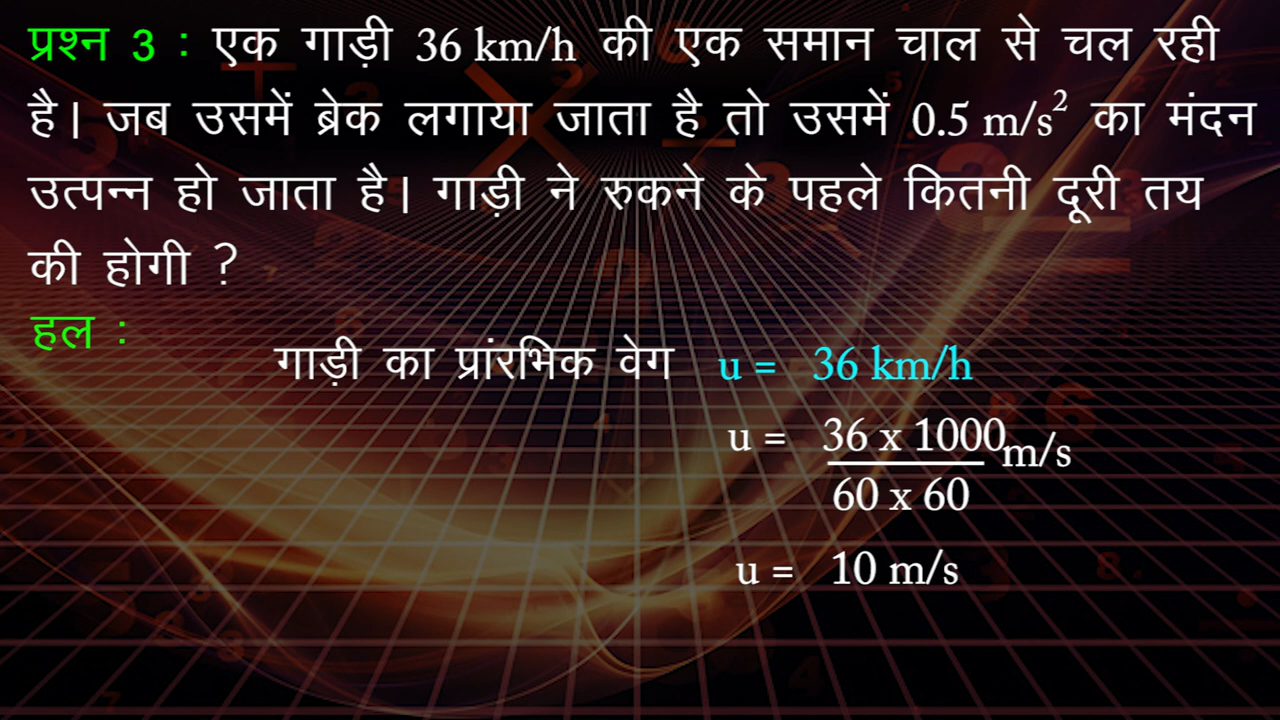 प्रश्न 3 : एक गाड़ी 36 km/h की एक समान चाल से चल रही
है। जब उसमें ब्रेक लगाया जाता है तो उसमें 0.5 m/s² का मंदन
उत्पन्न हो जाता है। गाड़ी ने रुकने के पहले कितनी दूरी तय
की होगी ?
हल :
गाड़ी का प्रांरभिक वेग u = 36 km/h
u = 36 x 1000 m/s
60 x 60
u = 10 m/s